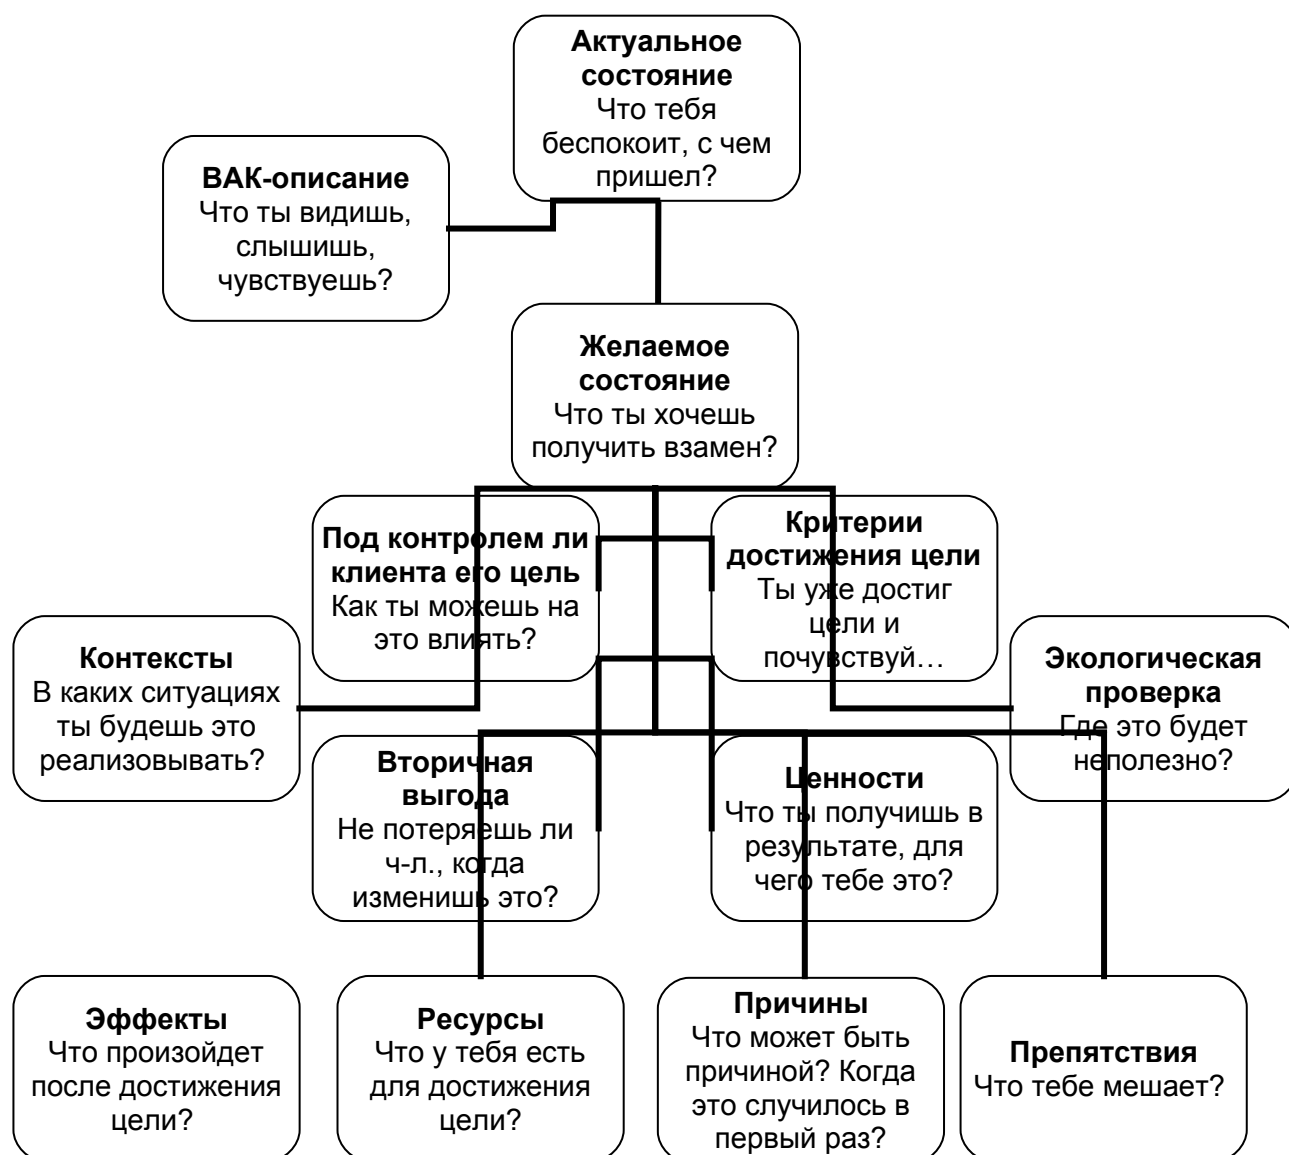 Актуальное
состояние
Что тебя
беспокоит, с чем
пришел?
ВАК-описание
Что ты видишь,
слышишь,
чувствуешь?
Желаемое
состояние
Что ты хочешь
получить взамен?
Под контролем ли
клиента его цель
Как ты можешь на
это влиять?
Критерии
достижения цели
Ты уже достиг
цели и
почувствуй…
Контексты
В каких ситуациях
ты будешь это
реализовывать?
Экологическая
проверка
Где это будет
неполезно?
Вторичная
выгода
Не потеряешь ли
ч-л., когда
изменишь это?
Ценности
Что ты получишь в
результате, для
чего тебе это?
Эффекты
Что произойдет
после достижения
цели?
Ресурсы
Что у тебя есть
для достижения
цели?
Причины
Что может быть
причиной? Когда
это случилось в
первый раз?
Препятствия
Что тебе мешает?